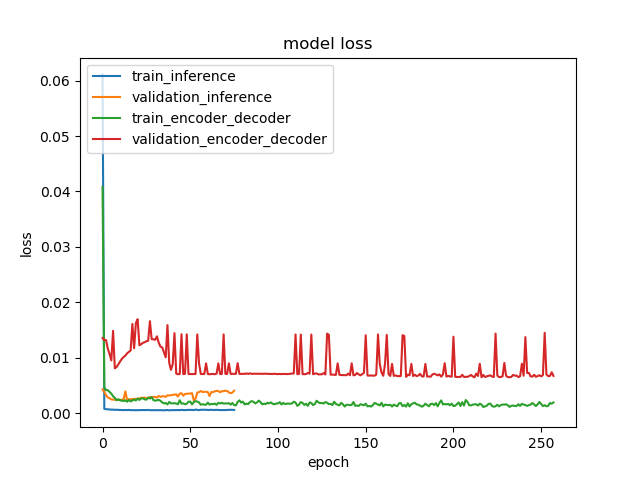 model loss
train_inference
validation_inference
train_encoder_decoder
validation_encoder_decoder
loss
0.06
0.05
0.04
0.03
0.02
0.01
0.00
0 50 100 150 200 250
epoch